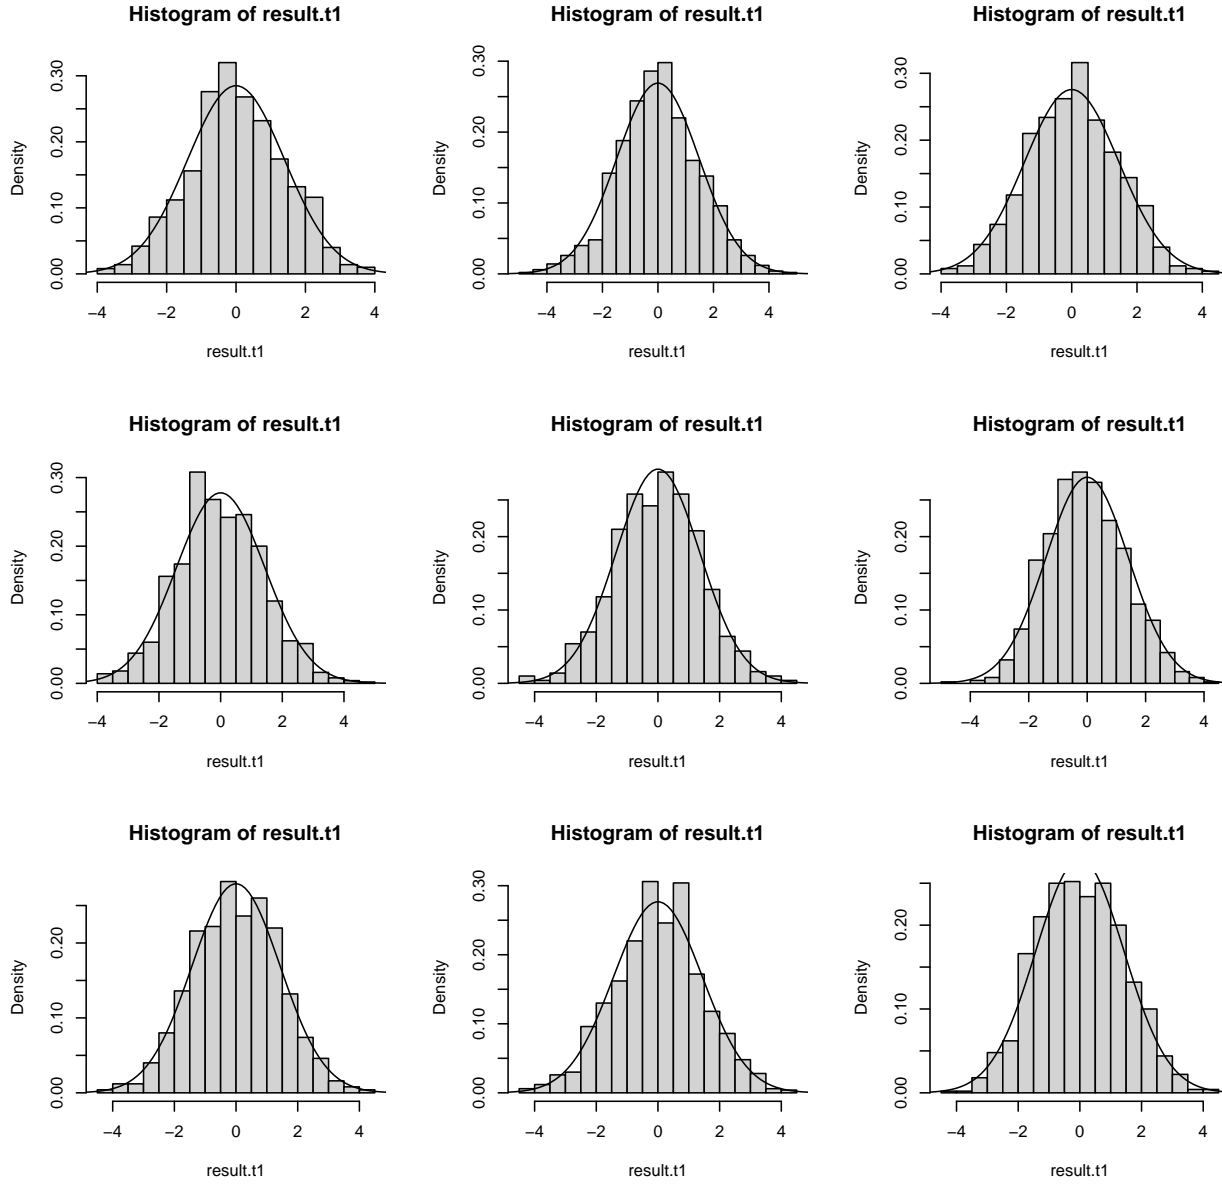 Histogram of result.t1 Histogram of result.t1 Histogram of result.t1
Density Density Density
0.00 0.10 0.20 0.30 0.00 0.10 0.20 0.30 0.00 0.10 0.20 0.30
−4 −2 0 2 4 −4 −2 0 2 4 −4 −2 0 2 4
result.t1 result.t1 result.t1
Histogram of result.t1 Histogram of result.t1 Histogram of result.t1
Density Density Density
0.00 0.10 0.20 0.30 0.00 0.10 0.20 0.00 0.10 0.20
−4 −2 0 2 4 −4 −2 0 2 4 −4 −2 0 2 4
result.t1 result.t1 result.t1
Histogram of result.t1 Histogram of result.t1 Histogram of result.t1
Density Density Density
0.00 0.10 0.20 0.00 0.10 0.20 0.30 0.00 0.10 0.20
−4 −2 0 2 4 −4 −2 0 2 4 −4 −2 0 2 4
result.t1 result.t1 result.t1